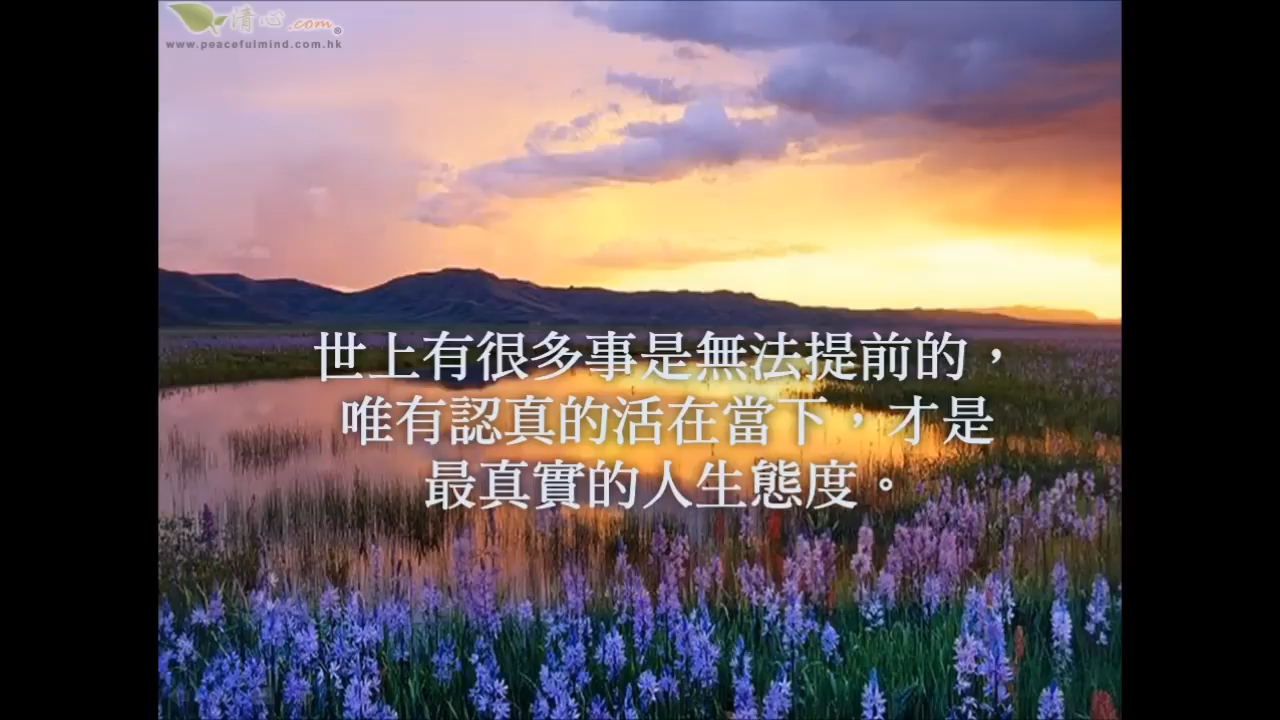 清心.com®
www.peacefulmind.com.hk
世上有很多事是無法提前的，
唯有認真的活在當下，才是
最真實的人生態度。